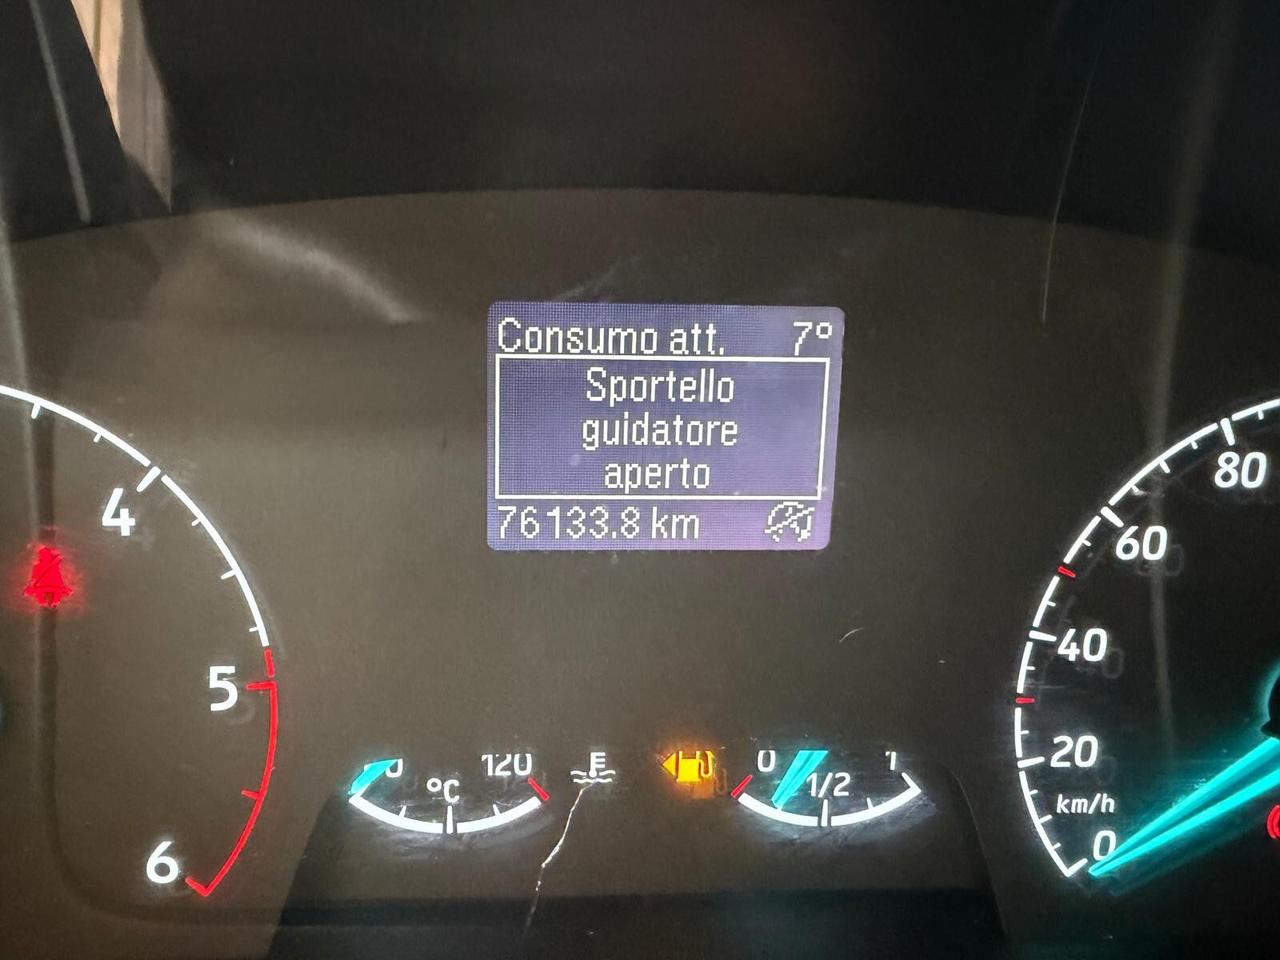 Consumo att. 7°
Sportello
guidatore
aperto
76133.8 km
4
5
6
120
°C
E
0
1/2
1
80
60
40
20
km/h
0